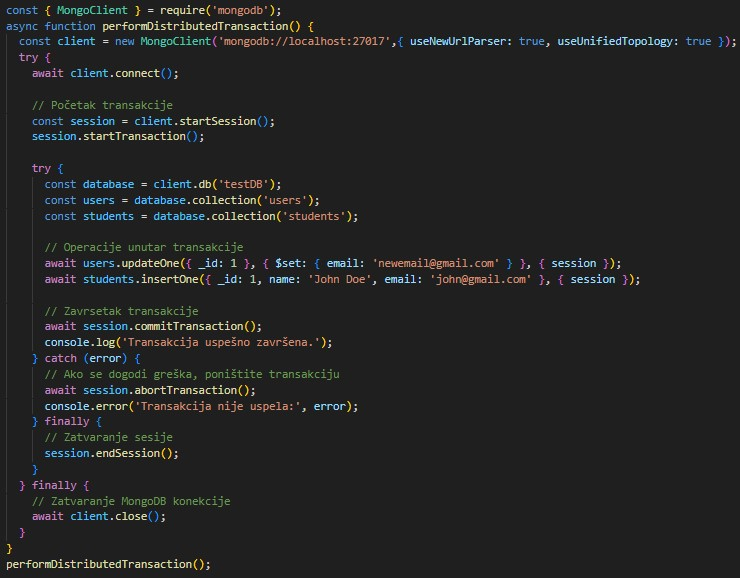 const { MongoClient } = require('mongodb');
async function performDistributedTransaction() {
  const client = new MongoClient('mongodb://localhost:27017',{ useNewUrlParser: true, useUnifiedTopology: true });
  try {
    await client.connect();

    // Početak transakcije
    const session = client.startSession();
    session.startTransaction();

    try {
      const database = client.db('testDB');
      const users = database.collection('users');
      const students = database.collection('students');

      // Operacije unutar transakcije
      await users.updateOne({ _id: 1 }, { $set: { email: 'newemail@gmail.com' } }, { session });
      await students.insertOne({ _id: 1, name: 'John Doe', email: 'john@gmail.com' }, { session });

      // Zavrsetak transakcije
      await session.commitTransaction();
      console.log('Transakcija uspešno završena.');
    } catch (error) {
      // Ako se dogodi greška, poništite transakciju
      await session.abortTransaction();
      console.error('Transakcija nije uspela:', error);
    } finally {
      // Zatvaranje sesije
      session.endSession();
    }
  } finally {
    // Zatvaranje MongoDB konekcije
    await client.close();
  }
}
performDistributedTransaction();